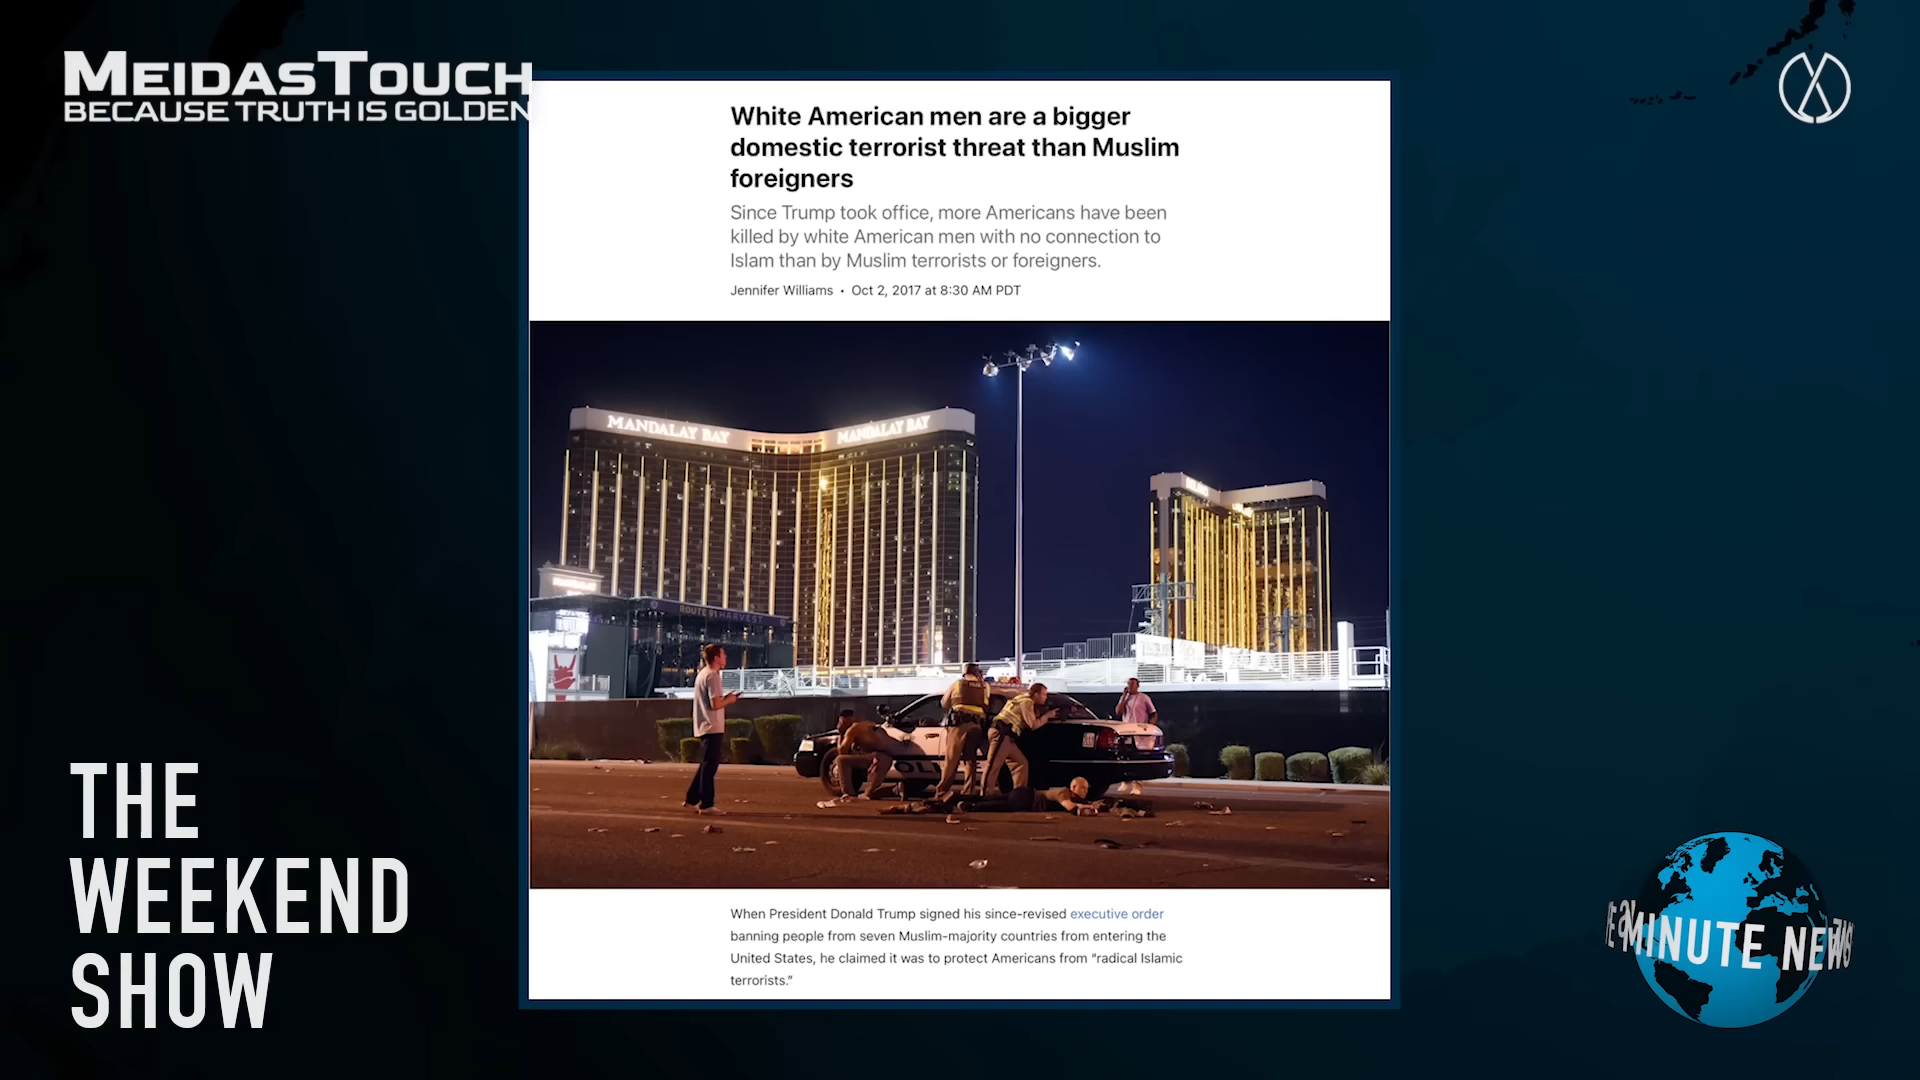 MEIDASTOUCH
BECAUSE TRUTH IS GOLDEN
White American men are a bigger
domestic terrorist threat than Muslim
foreigners
Since Trump took office, more Americans have been
killed by white American men with no connection to
Islam than by Muslim terrorists or foreigners.
Jennifer Williams • Oct 2, 2017 at 8:30 AM PDT
MANDALAY BAY
MANDALAY BAY
ROUTE 91 HARVEST
When President Donald Trump signed his since-revised executive order
banning people from seven Muslim-majority countries from entering the
United States, he claimed it was to protect Americans from “radical Islamic
terrorists.”
THE
WEEKEND
SHOW
MINUTE NEWS